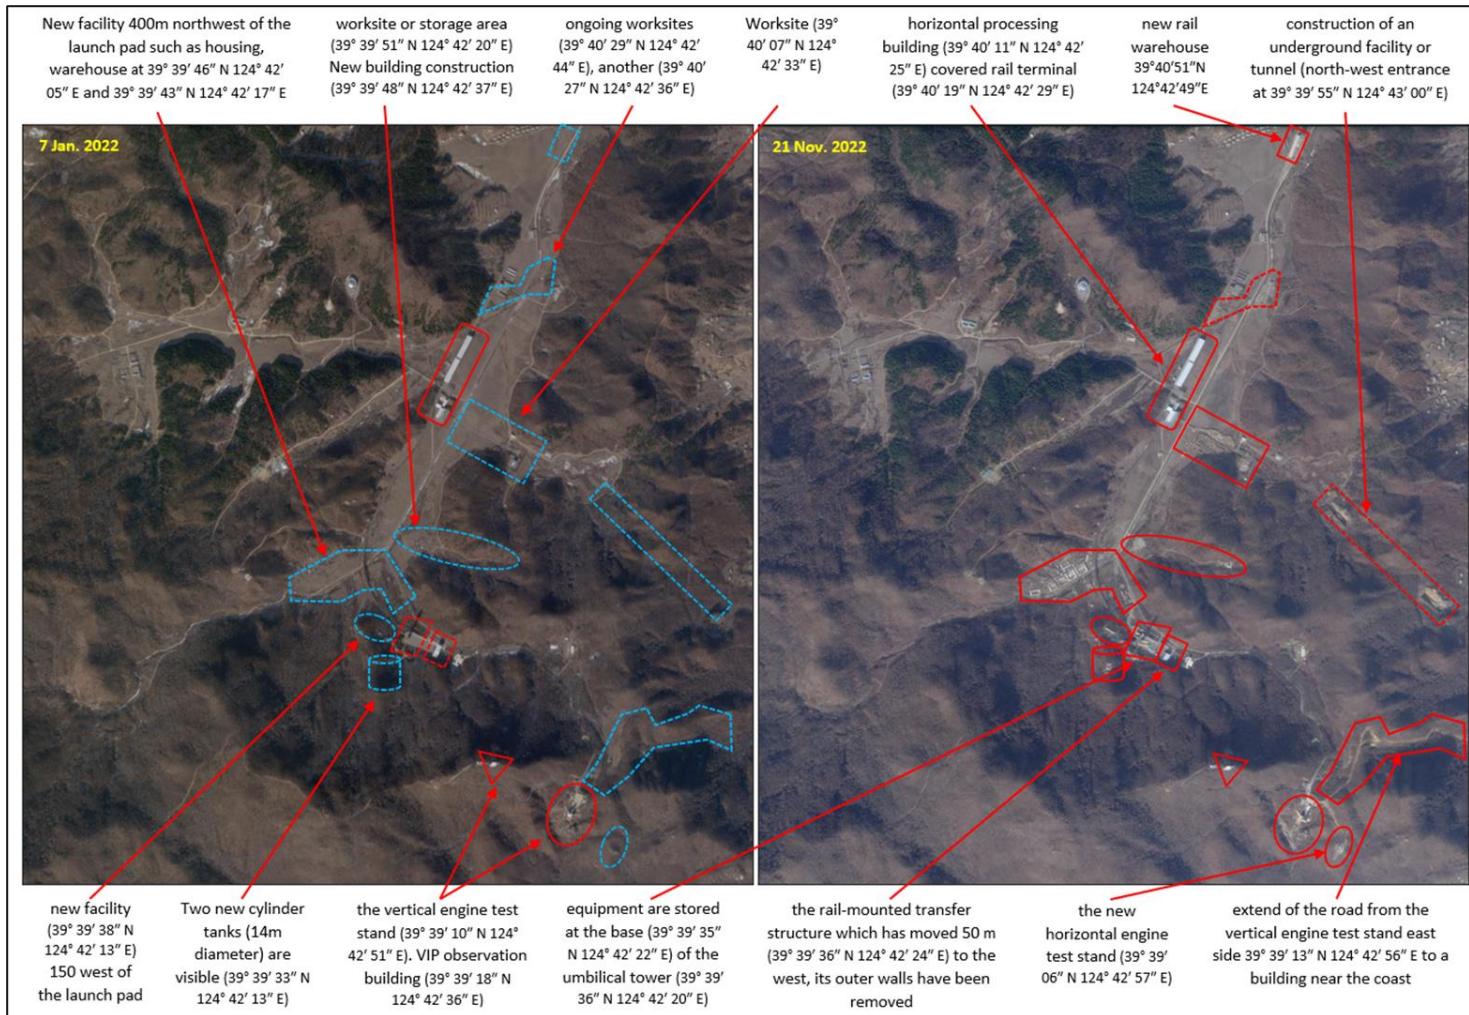 New facility 400m northwest of the
launch pad such as housing,
warehouse at 39° 39′ 46″ N 124° 42′
05″ E and 39° 39′ 43″ N 124° 42′ 17″ E
worksite or storage area
(39° 39′ 51″ N 124° 42′ 20″ E)
New building construction
(39° 39′ 48″ N 124° 42′ 37″ E)
ongoing worksites
(39° 40′ 29″ N 124° 42′
44″ E), another (39° 40′
27″ N 124° 42′ 36″ E)
Worksite (39°
40′ 07″ N 124°
42′ 33″ E)
horizontal processing
building (39° 40′ 11″ N 124° 42′
25″ E) covered rail terminal
(39° 40′ 19″ N 124° 42′ 29″ E)
new rail
warehouse
39°40′51″N
124°42′49″E
construction of an
underground facility or
tunnel (north-west entrance
at 39° 39′ 55″ N 124° 43′ 00″ E)
7 Jan. 2022
21 Nov. 2022
new facility
(39° 39′ 38″ N
124° 42′ 13″ E)
150 west of
the launch pad
Two new cylinder
tanks (14m
diameter) are
visible (39° 39′ 33″ N
124° 42′ 13″ E)
the vertical engine test
stand (39° 39′ 10″ N 124°
42′ 51″ E). VIP observation
building (39° 39′ 18″ N
124° 42′ 36″ E)
equipment are stored
at the base (39° 39′ 35″
N 124° 42′ 22″ E) of the
umbilical tower (39° 39′
36″ N 124° 42′ 20″ E)
the rail-mounted transfer
structure which has moved 50 m
(39° 39′ 36″ N 124° 42′ 24″ E) to the
west, its outer walls have been
removed
the new
horizontal engine
test stand (39° 39′
06″ N 124° 42′ 57″ E)
extend of the road from the
vertical engine test stand east
side 39° 39′ 13″ N 124° 42′ 56″ E to a
building near the coast